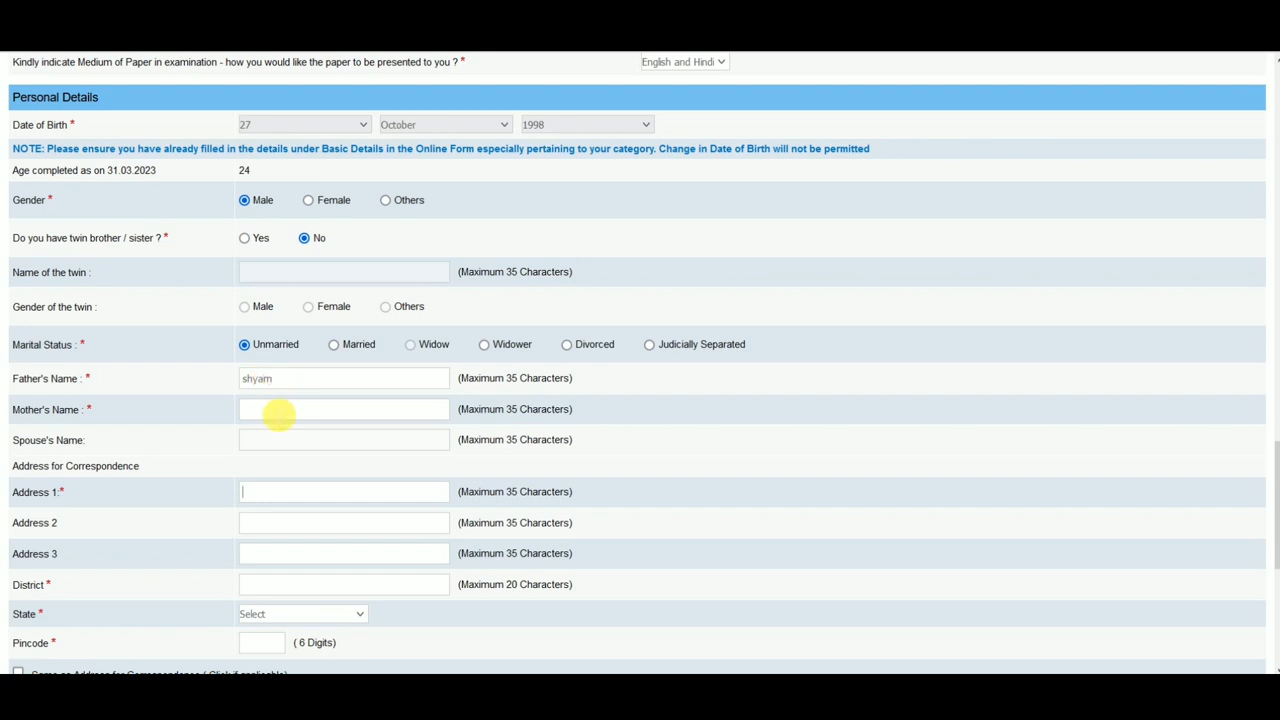 Kindly indicate Medium of Paper in examination - how you would like the paper to be presented to you ? * English and Hindi
Personal Details
Date of Birth * 27 October 1998
NOTE: Please ensure you have already filled in the details under Basic Details in the Online Form especially pertaining to your category. Change in Date of Birth will not be permitted
Age completed as on 31.03.2023 24
Gender * Male Female Others
Do you have twin brother / sister ? * Yes No
Name of the twin : (Maximum 35 Characters)
Gender of the twin : Male Female Others
Marital Status : * Unmarried Married Widow Widower Divorced Judicially Separated
Father's Name : * shyam (Maximum 35 Characters)
Mother's Name : * (Maximum 35 Characters)
Spouse's Name: (Maximum 35 Characters)
Address for Correspondence
Address 1:* (Maximum 35 Characters)
Address 2 (Maximum 35 Characters)
Address 3 (Maximum 35 Characters)
District * (Maximum 20 Characters)
State * Select
Pincode * ( 6 Digits)
Same as Address for Correspondence ( Click if applicable)